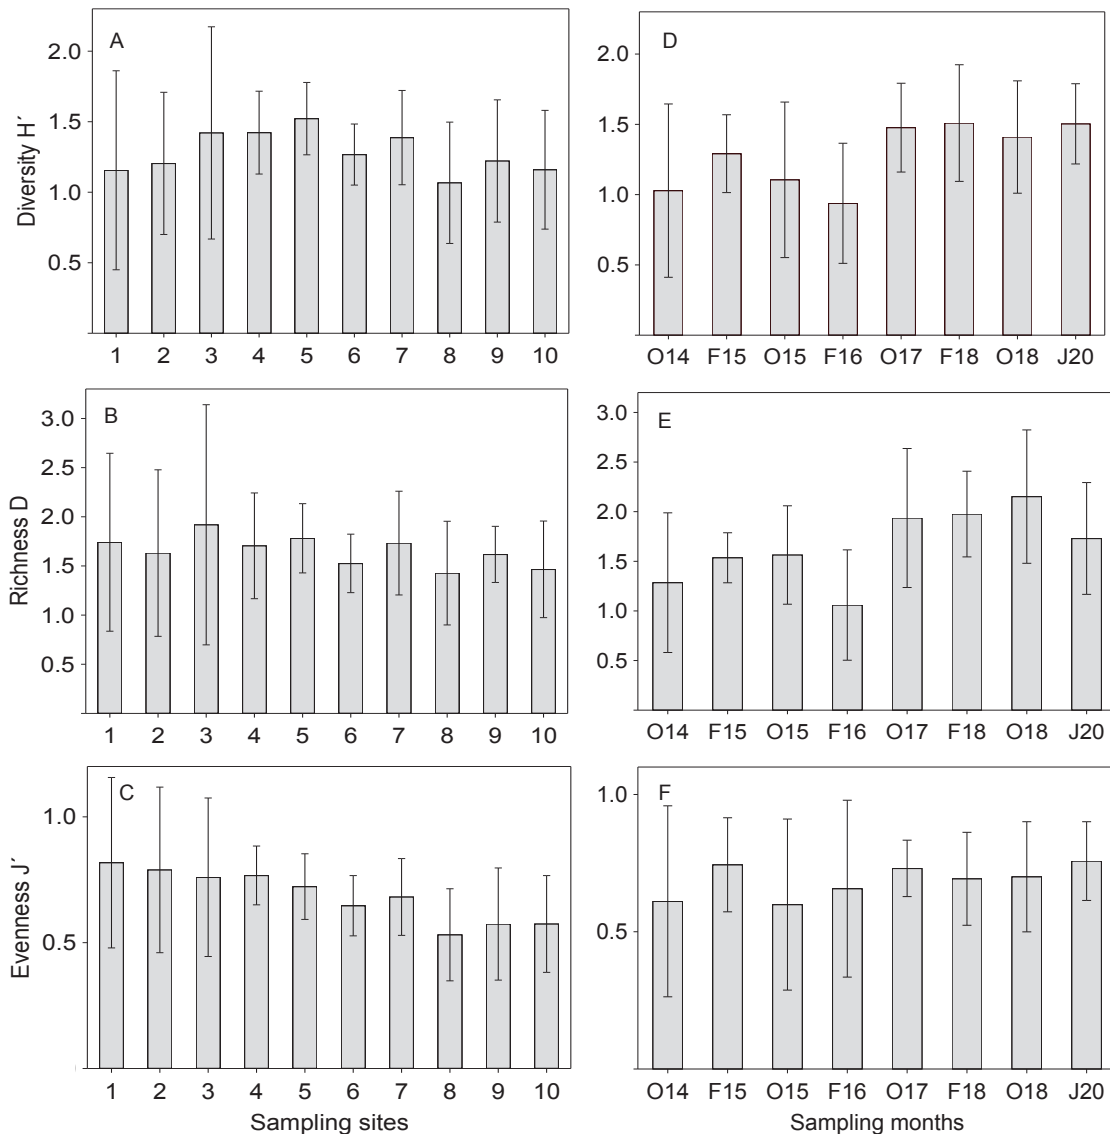 A
Diversity H´
2.0
1.5
1.0
0.5
1 2 3 4 5 6 7 8 9 10
D
2.0
1.5
1.0
0.5
O14 F15 O15 F16 O17 F18 O18 J20
B
Richness D
3.0
2.5
2.0
1.5
1.0
0.5
1 2 3 4 5 6 7 8 9 10
E
3.0
2.5
2.0
1.5
1.0
0.5
O14 F15 O15 F16 O17 F18 O18 J20
C
Evenness J´
1.0
0.5
1 2 3 4 5 6 7 8 9 10
Sampling sites
F
1.0
0.5
O14 F15 O15 F16 O17 F18 O18 J20
Sampling months